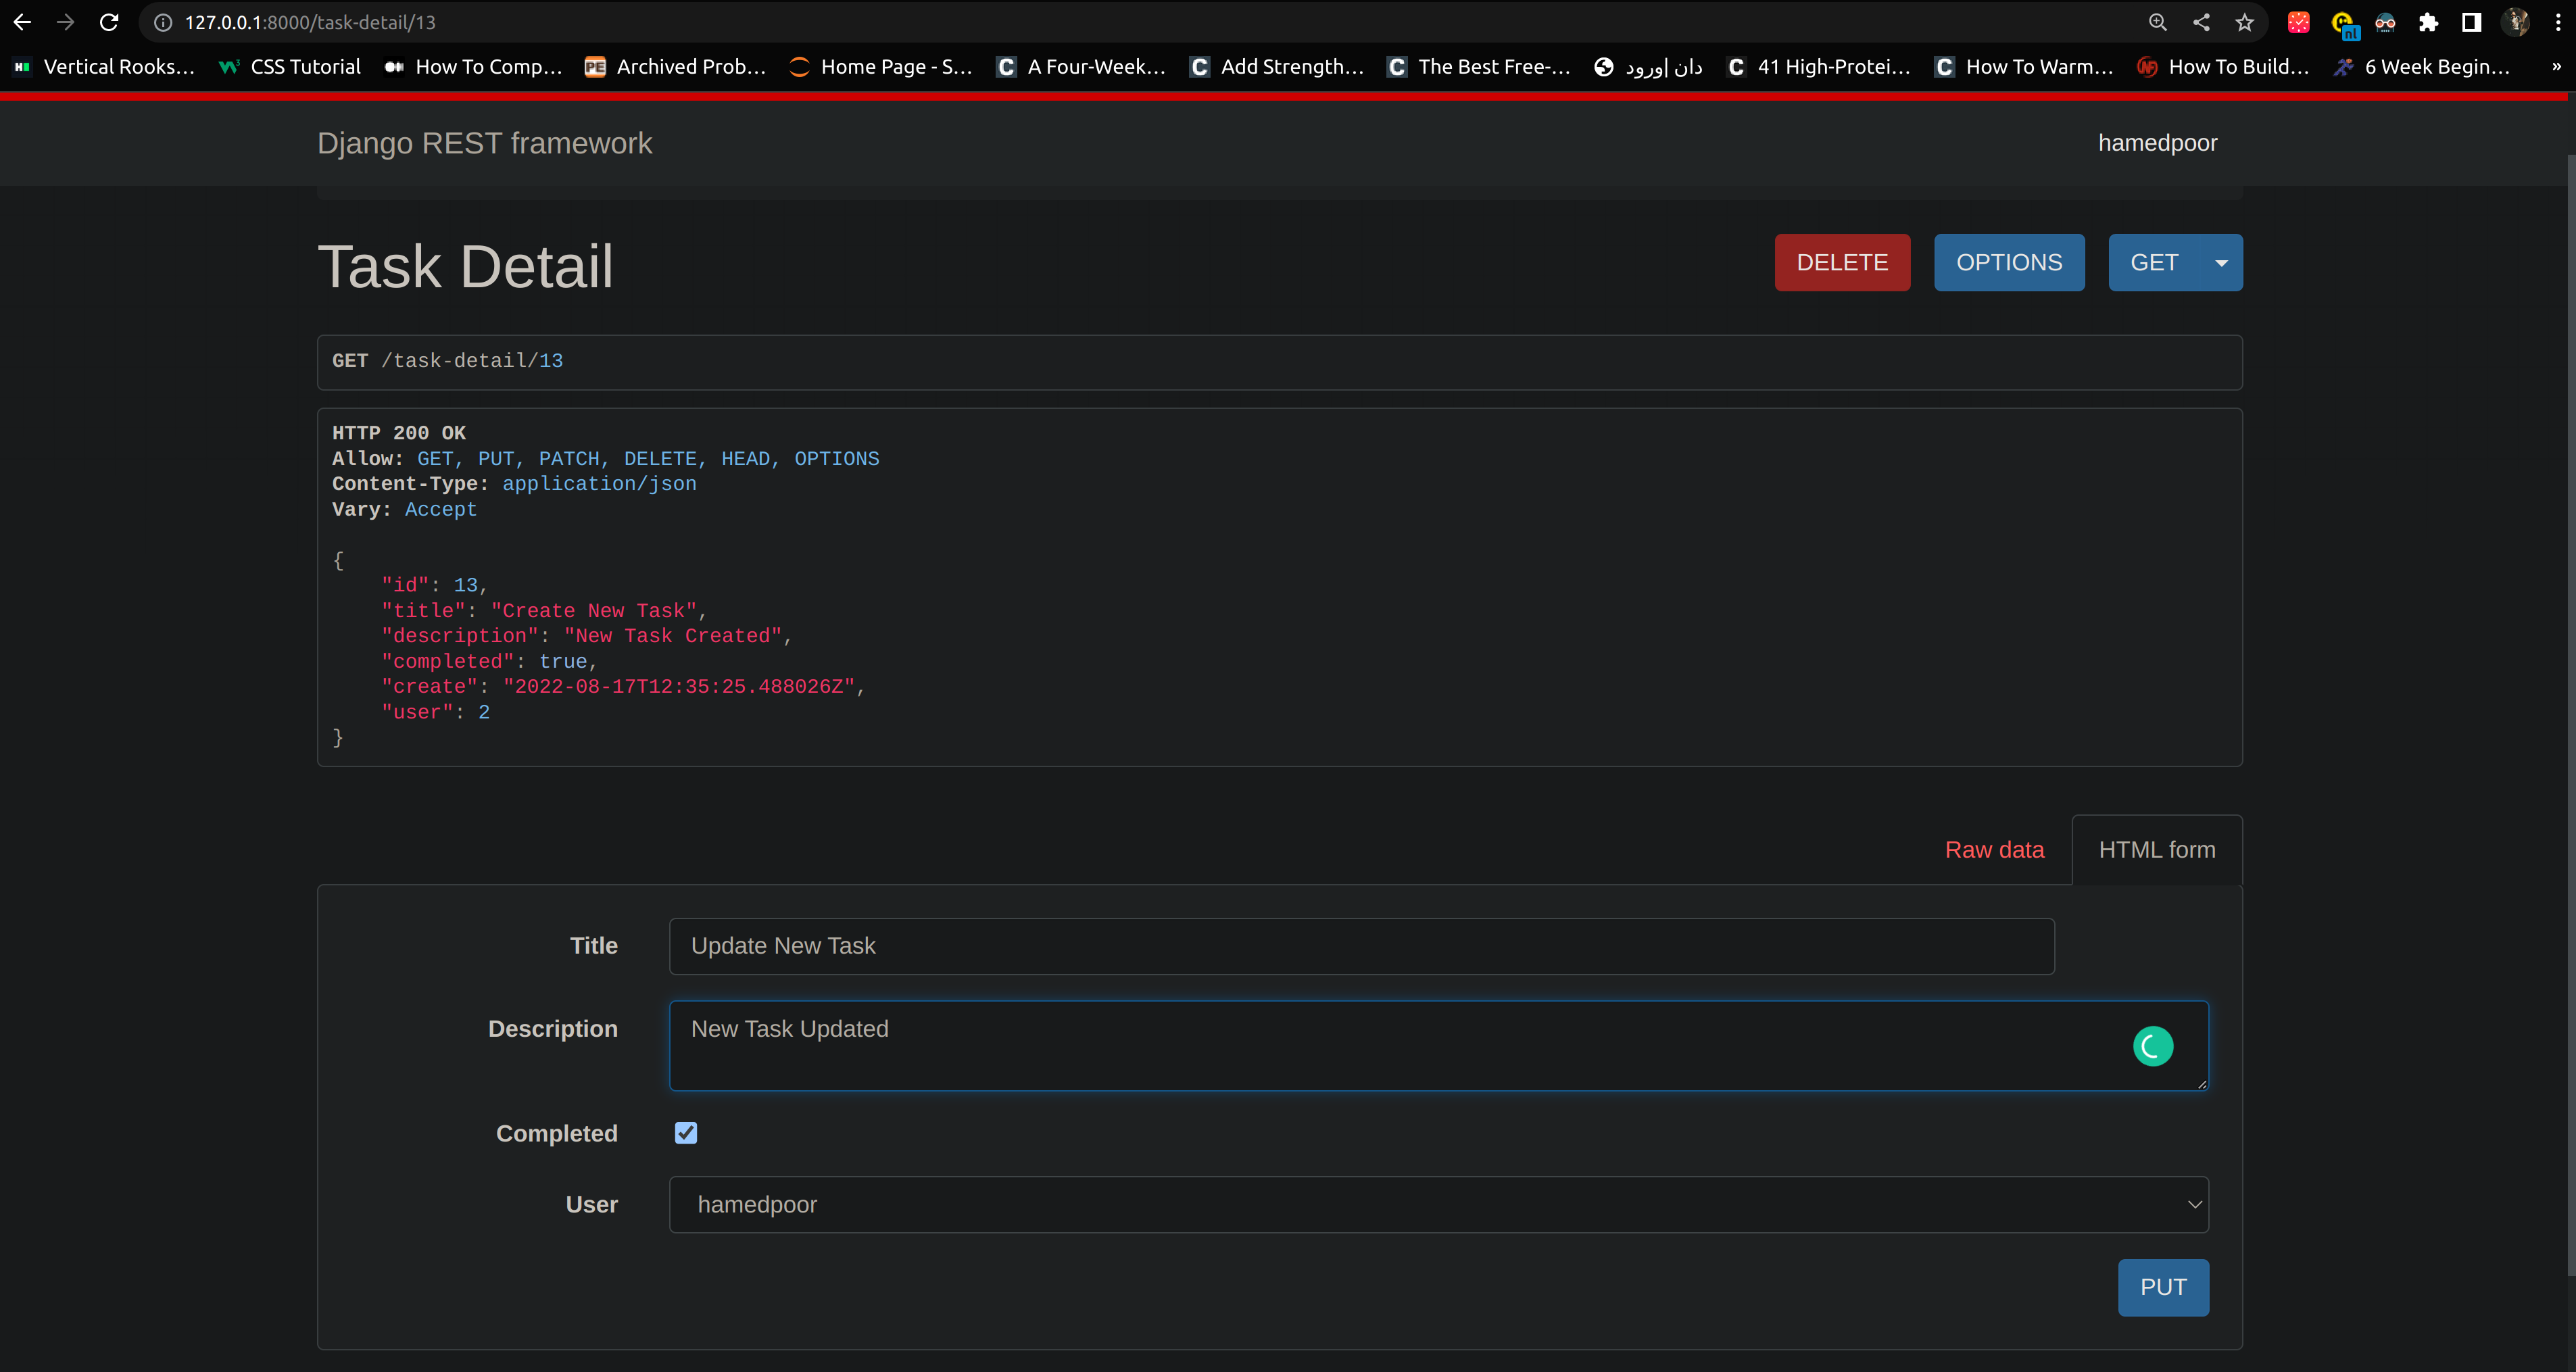 127.0.0.1:8000/task-detail/13
nl
Vertical Rooks…
CSS Tutorial
How To Comp…
PE
Archived Prob…
Home Page - S…
C
A Four-Week…
C
Add Strength…
C
The Best Free-…
دان |ورود
C
41 High-Protei…
C
How To Warm…
How To Build…
6 Week Begin…
»
Django REST framework
hamedpoor
Task Detail
DELETE
OPTIONS
GET
GET /task-detail/13
HTTP 200 OK
Allow: GET, PUT, PATCH, DELETE, HEAD, OPTIONS
Content-Type: application/json
Vary: Accept
{
"id": 13,
"title": "Create New Task",
"description": "New Task Created",
"completed": true,
"create": "2022-08-17T12:35:25.488026Z",
"user": 2
}
Raw data
HTML form
Title
Update New Task
Description
New Task Updated
Completed
User
hamedpoor
PUT